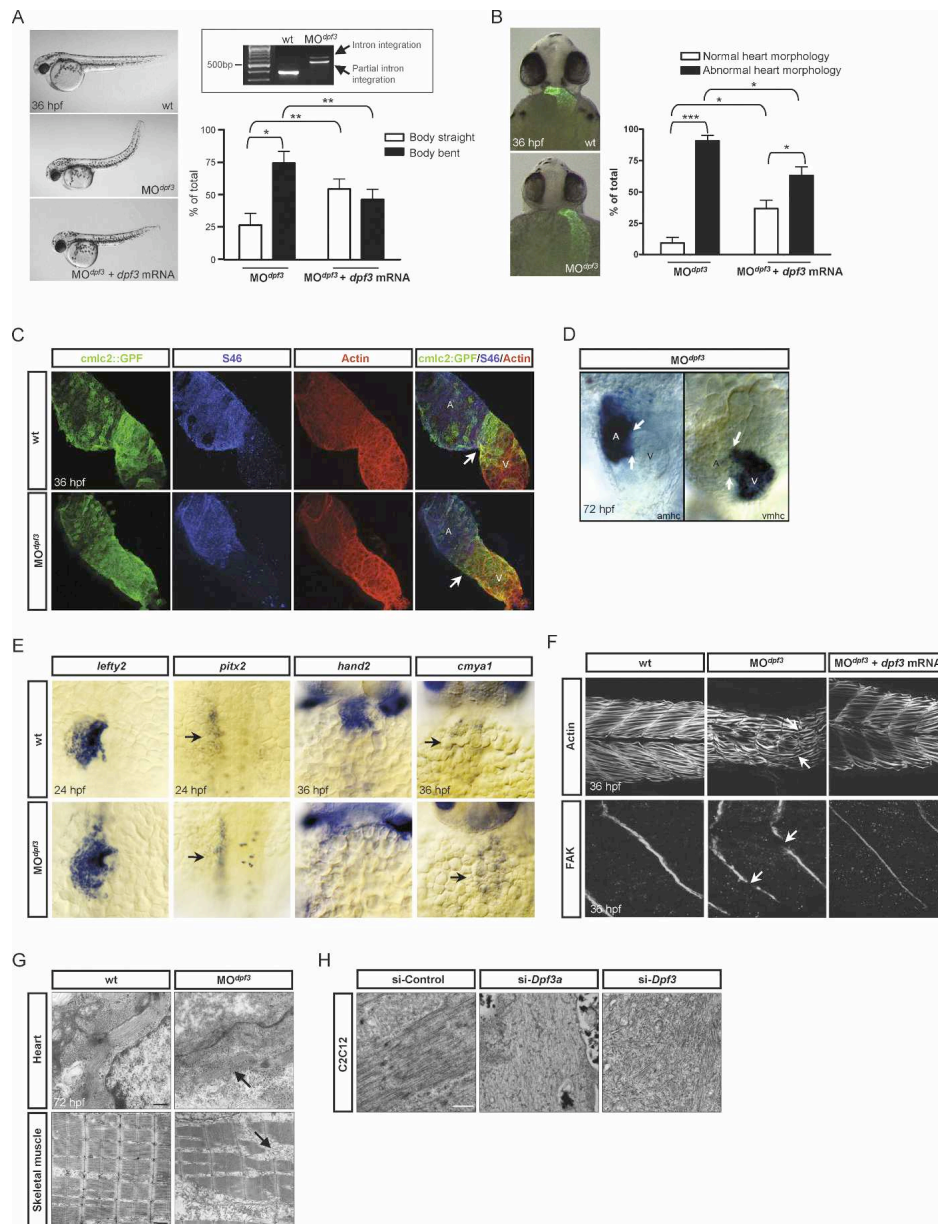 A
36 hpf
wt
MOdpf3
MOdpf3 + dpf3 mRNA
wt MOdpf3
500bp
Intron integration
Partial intron
integration
**
**
*
Body straight
Body bent
% of total
100
75
50
25
0
MOdpf3
MOdpf3 + dpf3 mRNA
B
36 hpf
wt
MOdpf3
Normal heart morphology
Abnormal heart morphology
*
*
***
*
% of total
100
75
50
25
0
MOdpf3
MOdpf3 + dpf3 mRNA
C
cmlc2::GPF
S46
Actin
cmlc2:GFP/S46/Actin
wt
36 hpf
A
V
MOdpf3
A
V
D
MOdpf3
A
V
72 hpf
amhc
A
V
vmhc
E
lefty2
pitx2
hand2
cmya1
wt
24 hpf
24 hpf
36 hpf
36 hpf
MOdpf3
F
wt
MOdpf3
MOdpf3 + dpf3 mRNA
Actin
36 hpf
FAK
36 hpf
G
wt
MOdpf3
Heart
72 hpf
Skeletal muscle
H
si-Control
si-Dpf3a
si-Dpf3
C2C12